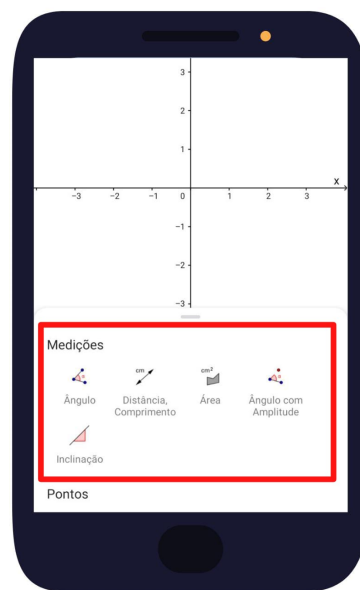 3
2
1
x
-3 -2 -1 0 1 2 3
-1
-2
-3
Medições
cm cm²
Ângulo Distância, Área Ângulo com
Comprimento Amplitude
Inclinação
Pontos